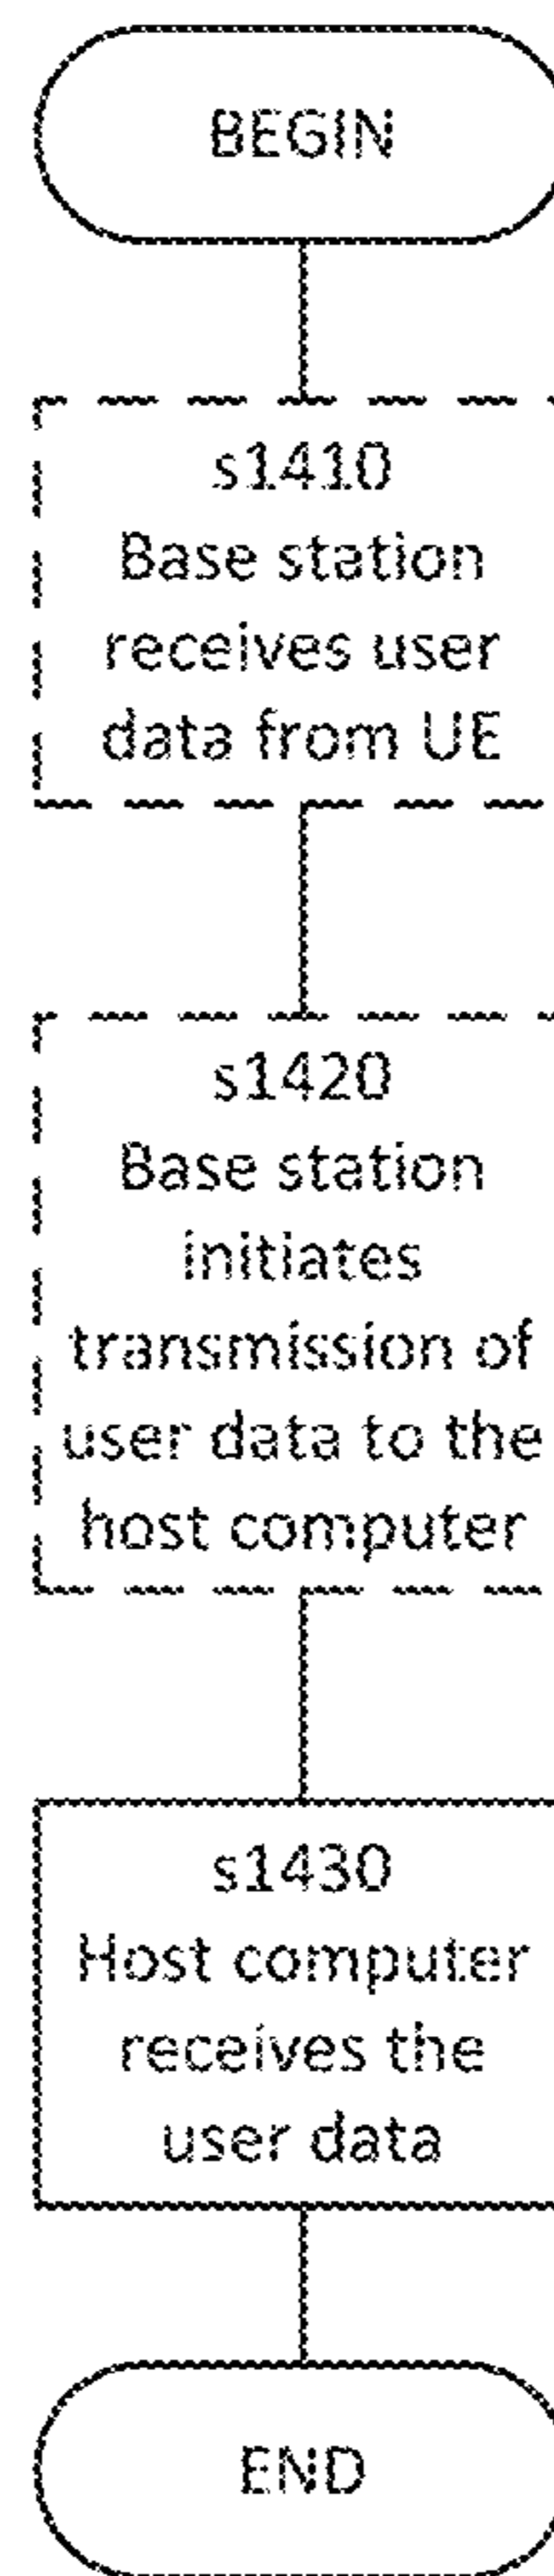 BEGIN
s1410
Base station
receives user
data from UE
s1420
Base station
initiates
transmission of
user data to the
host computer
s1430
Host computer
receives the
user data
END